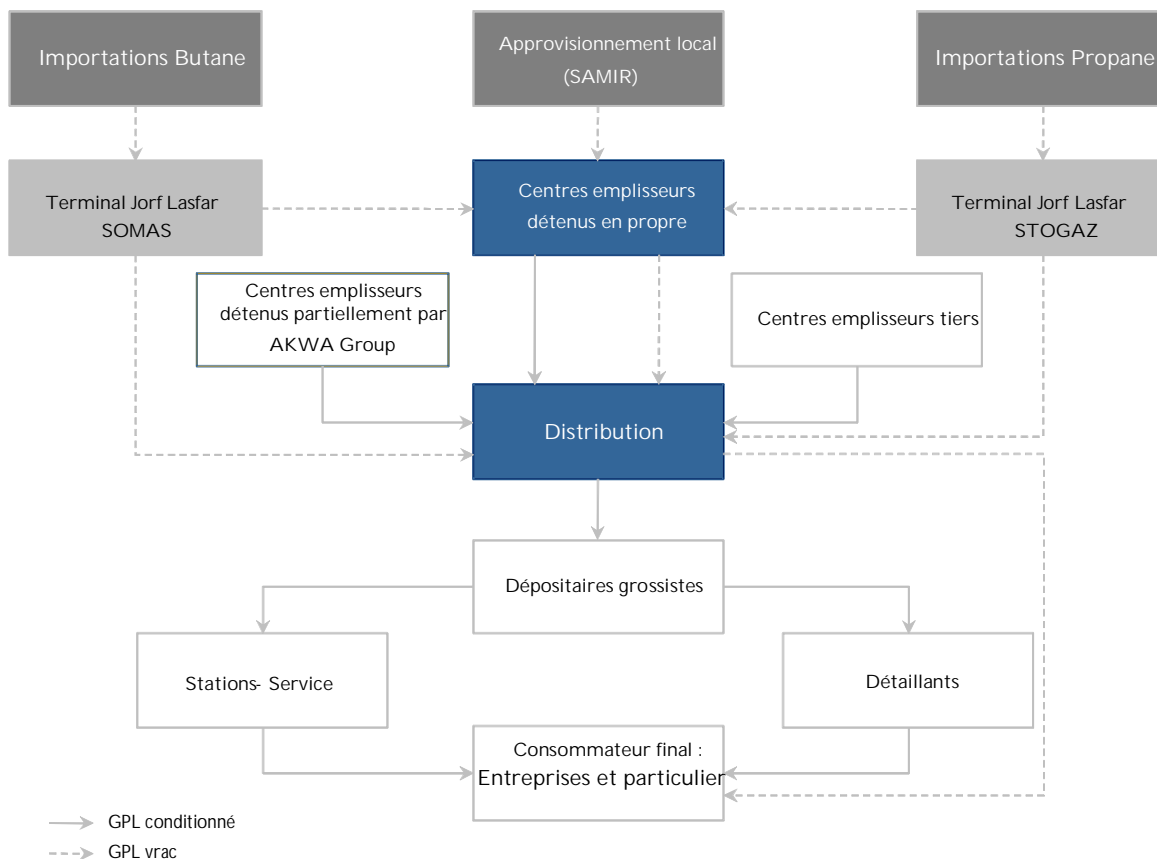 Importations Butane
Approvisionnement local
(SAMIR)
Importations Propane
Terminal Jorf Lasfar
SOMAS
Centres emplisseurs
détenus en propre
Terminal Jorf Lasfar
STOGAZ
Centres emplisseurs
détenus partiellement par
AKWA Group
Centres emplisseurs tiers
Distribution
Dépositaires grossistes
Stations- Service
Détaillants
Consommateur final :
Entreprises et particulier
GPL conditionné
GPL vrac